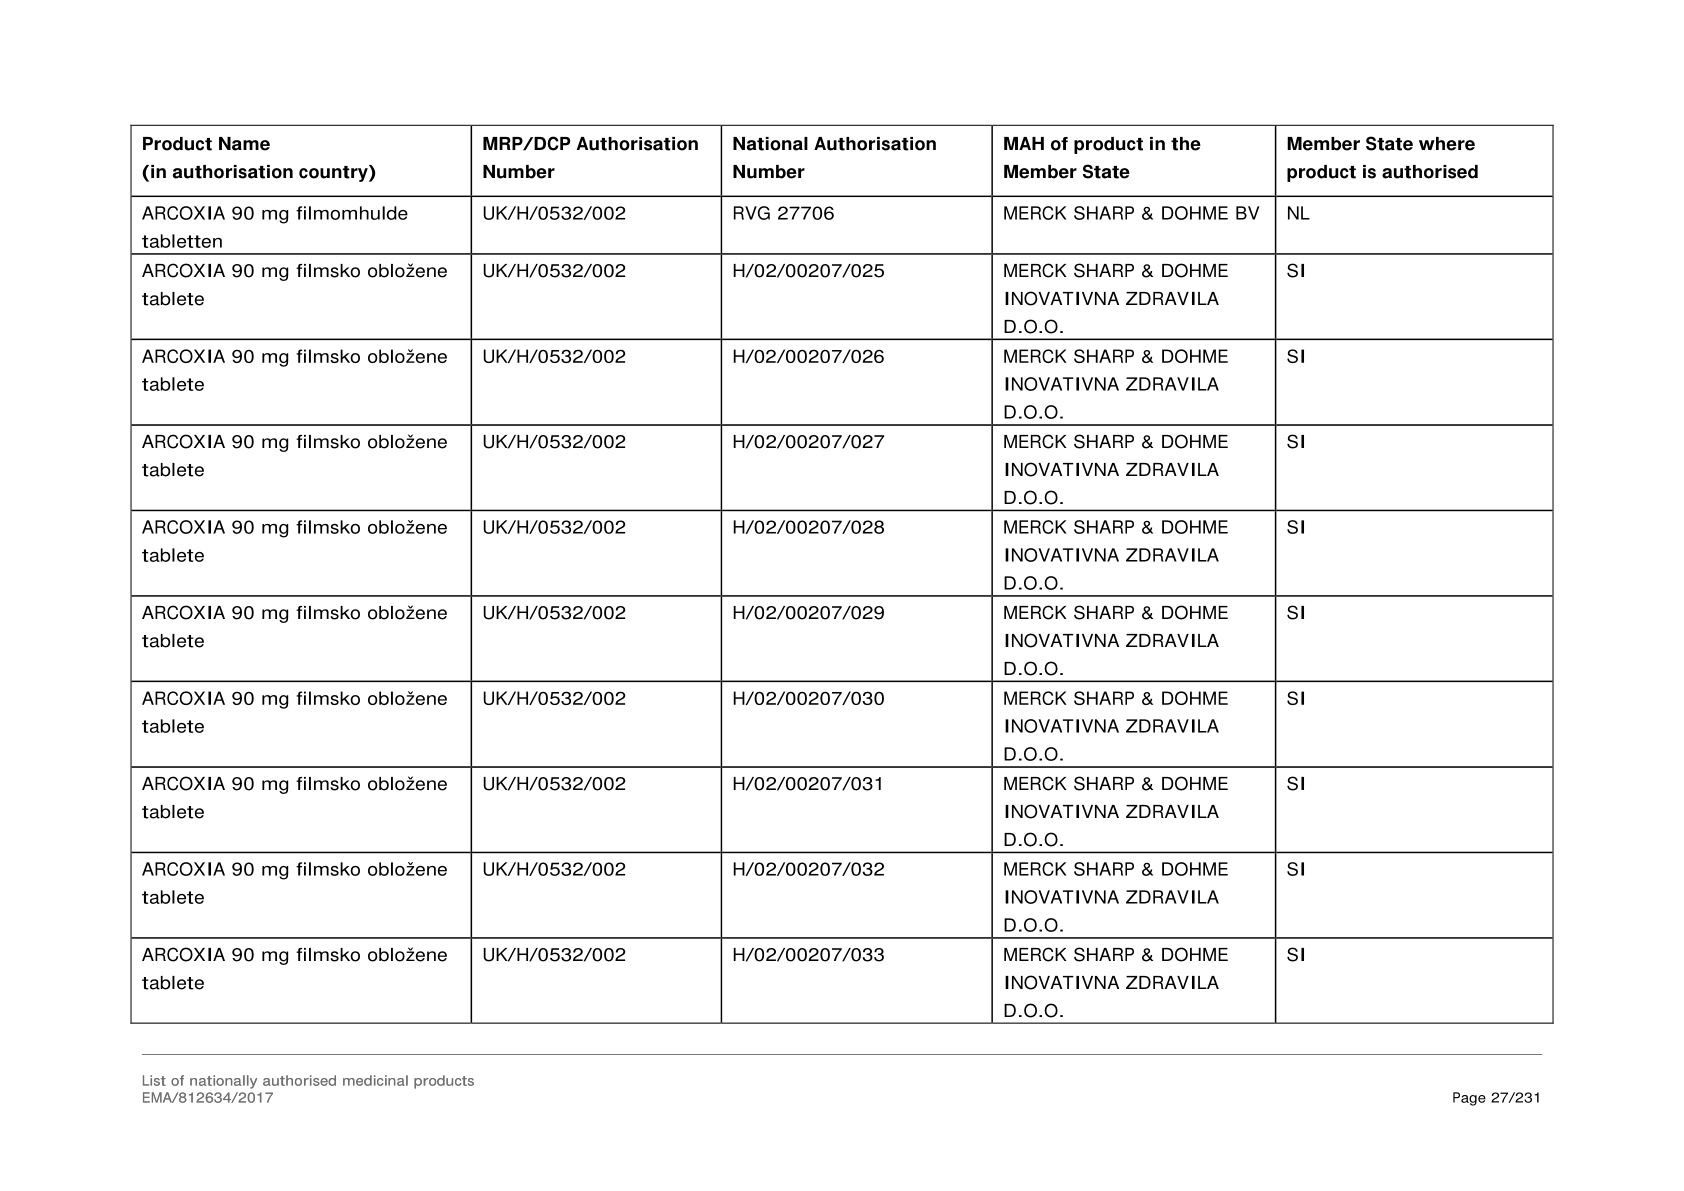 Product Name
(in authorisation country)
MRP/DCP Authorisation
Number
National Authorisation
Number
MAH of product in the
Member State
Member State where
product is authorised
ARCOXIA 90 mg filmomhulde
tabletten
UK/H/0532/002
RVG 27706
MERCK SHARP & DOHME BV
NL
ARCOXIA 90 mg filmsko obložene
tablete
UK/H/0532/002
H/02/00207/025
MERCK SHARP & DOHME
INOVATIVNA ZDRAVILA
D.O.O.
SI
ARCOXIA 90 mg filmsko obložene
tablete
UK/H/0532/002
H/02/00207/026
MERCK SHARP & DOHME
INOVATIVNA ZDRAVILA
D.O.O.
SI
ARCOXIA 90 mg filmsko obložene
tablete
UK/H/0532/002
H/02/00207/027
MERCK SHARP & DOHME
INOVATIVNA ZDRAVILA
D.O.O.
SI
ARCOXIA 90 mg filmsko obložene
tablete
UK/H/0532/002
H/02/00207/028
MERCK SHARP & DOHME
INOVATIVNA ZDRAVILA
D.O.O.
SI
ARCOXIA 90 mg filmsko obložene
tablete
UK/H/0532/002
H/02/00207/029
MERCK SHARP & DOHME
INOVATIVNA ZDRAVILA
D.O.O.
SI
ARCOXIA 90 mg filmsko obložene
tablete
UK/H/0532/002
H/02/00207/030
MERCK SHARP & DOHME
INOVATIVNA ZDRAVILA
D.O.O.
SI
ARCOXIA 90 mg filmsko obložene
tablete
UK/H/0532/002
H/02/00207/031
MERCK SHARP & DOHME
INOVATIVNA ZDRAVILA
D.O.O.
SI
ARCOXIA 90 mg filmsko obložene
tablete
UK/H/0532/002
H/02/00207/032
MERCK SHARP & DOHME
INOVATIVNA ZDRAVILA
D.O.O.
SI
ARCOXIA 90 mg filmsko obložene
tablete
UK/H/0532/002
H/02/00207/033
MERCK SHARP & DOHME
INOVATIVNA ZDRAVILA
D.O.O.
SI
List of nationally authorised medicinal products
EMA/812634/2017
Page 27/231